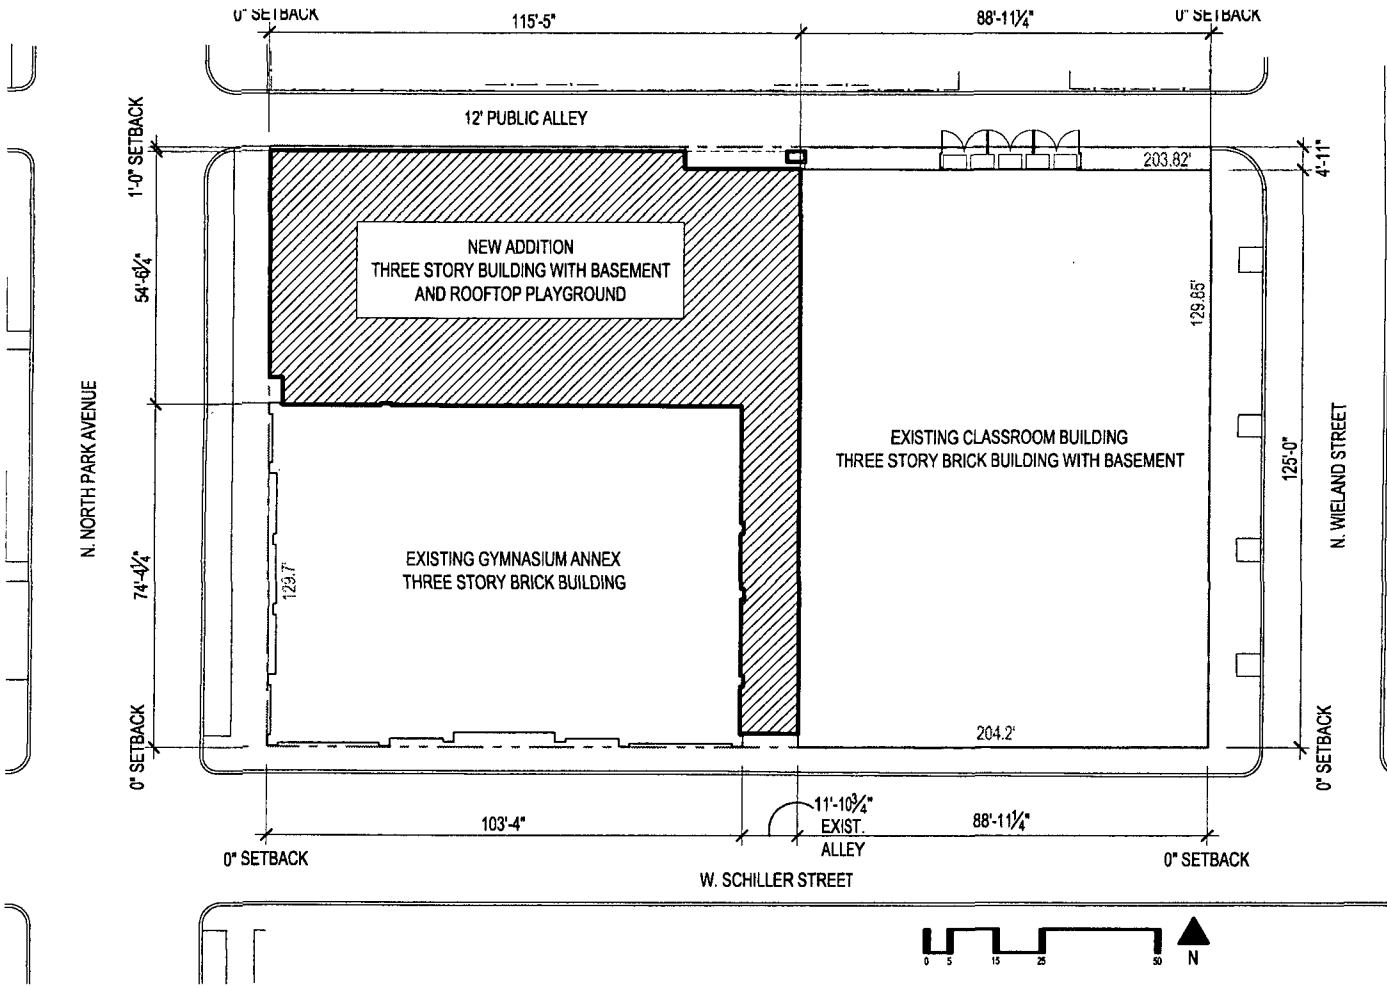 0" SETBACK
115'-5"
88'-11¼"
0" SETBACK
12' PUBLIC ALLEY
1'-0" SETBACK
203.82'
4'-11"
NEW ADDITION
THREE STORY BUILDING WITH BASEMENT
AND ROOFTOP PLAYGROUND
54'-6¼"
129.85'
N. NORTH PARK AVENUE
EXISTING CLASSROOM BUILDING
THREE STORY BRICK BUILDING WITH BASEMENT
125'-0"
N. WIELAND STREET
74'-4¼"
129.7'
EXISTING GYMNASIUM ANNEX
THREE STORY BRICK BUILDING
0" SETBACK
204.2'
0" SETBACK
103'-4"
11'-10¾"
EXIST.
ALLEY
88'-11¼"
0" SETBACK
0" SETBACK
W. SCHILLER STREET
0 5 15 25 50
N